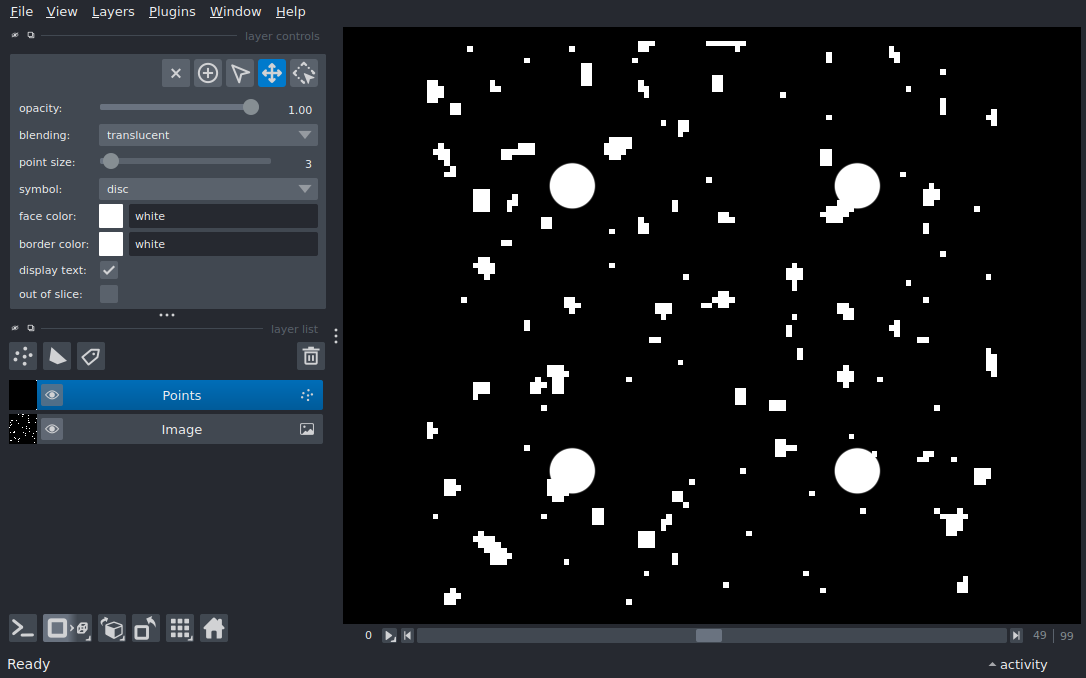 File View Layers Plugins Window Help
layer controls
opacity: 1.00
blending: translucent
point size: 3
symbol: disc
face color: white
border color: white
display text:
out of slice:
layer list
Points
Image
0 49 99
Ready activity